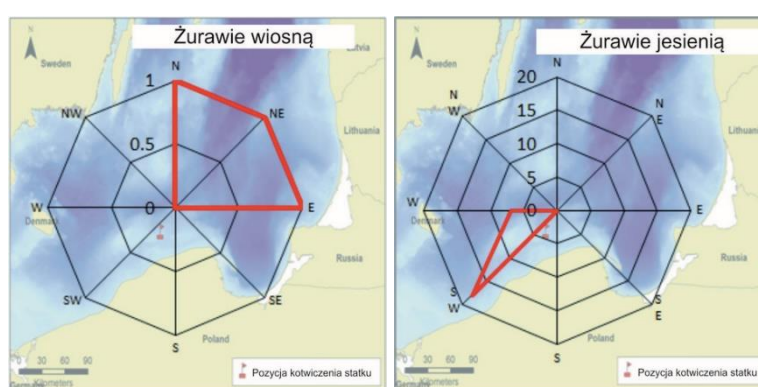 Żurawie wiosną
Latvia
Sweden
N
1
NW
NE
0.5
Lithuania
W
0
E
Denmark
Russia
SW
SE
S
Poland
0 30 60 90
Kilometers
Germany
Pozycja kotwiczenia statku
Żurawie jesienią
Sweden
N
20
N
W
N
E
15
10
Lithuania
5
W
0
E
Denmark
Russia
S
W
S
E
S
Poland
0 30 60 90
Kilometers
Germany
Pozycja kotwiczenia statku